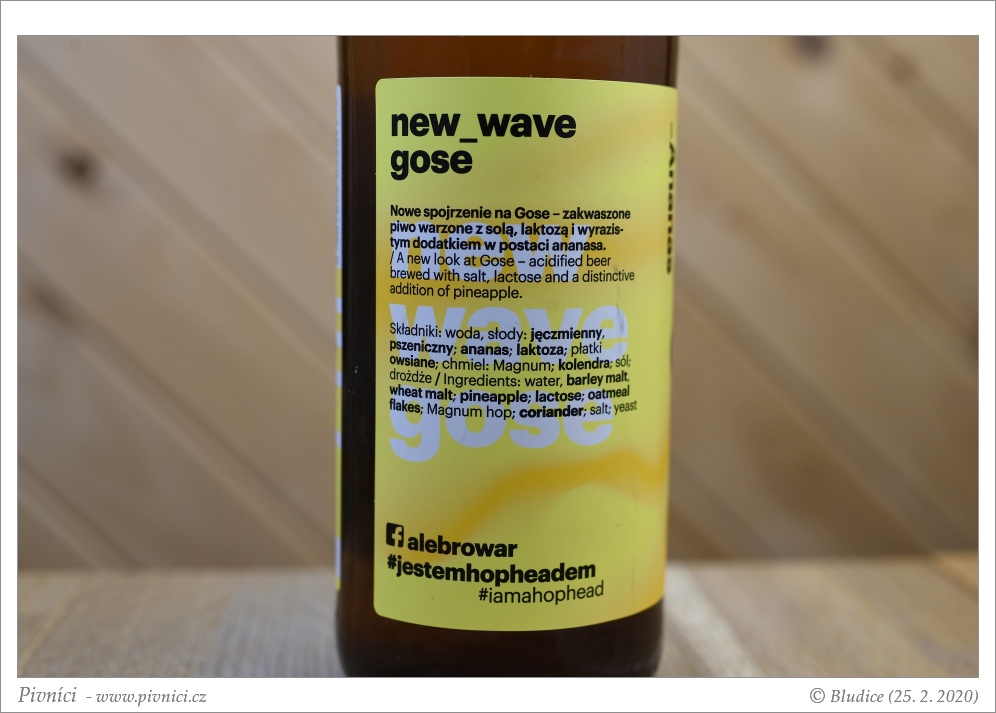 new_wave
gose
Nowe spojrzenie na Gose – zakwaszone
piwo warzone z solą, laktozą i wyrazis-
tym dodatkiem w postaci ananasa.
/ A new look at Gose – acidified beer
brewed with salt, lactose and a distinctive
addition of pineapple.
new
wave
gose
Składniki: woda, słody: jęczmienny,
pszeniczny; ananas; laktoza; płatki
owsiane; chmiel: Magnum; kolendra; sól;
drożdże / Ingredients: water, barley malt,
wheat malt; pineapple; lactose; oatmeal
flakes; Magnum hop; coriander; salt; yeast
alebrowar
#jestemhopheadem
#iamahophead
Pivníci - www.pivnici.cz
© Bludice (25. 2. 2020)